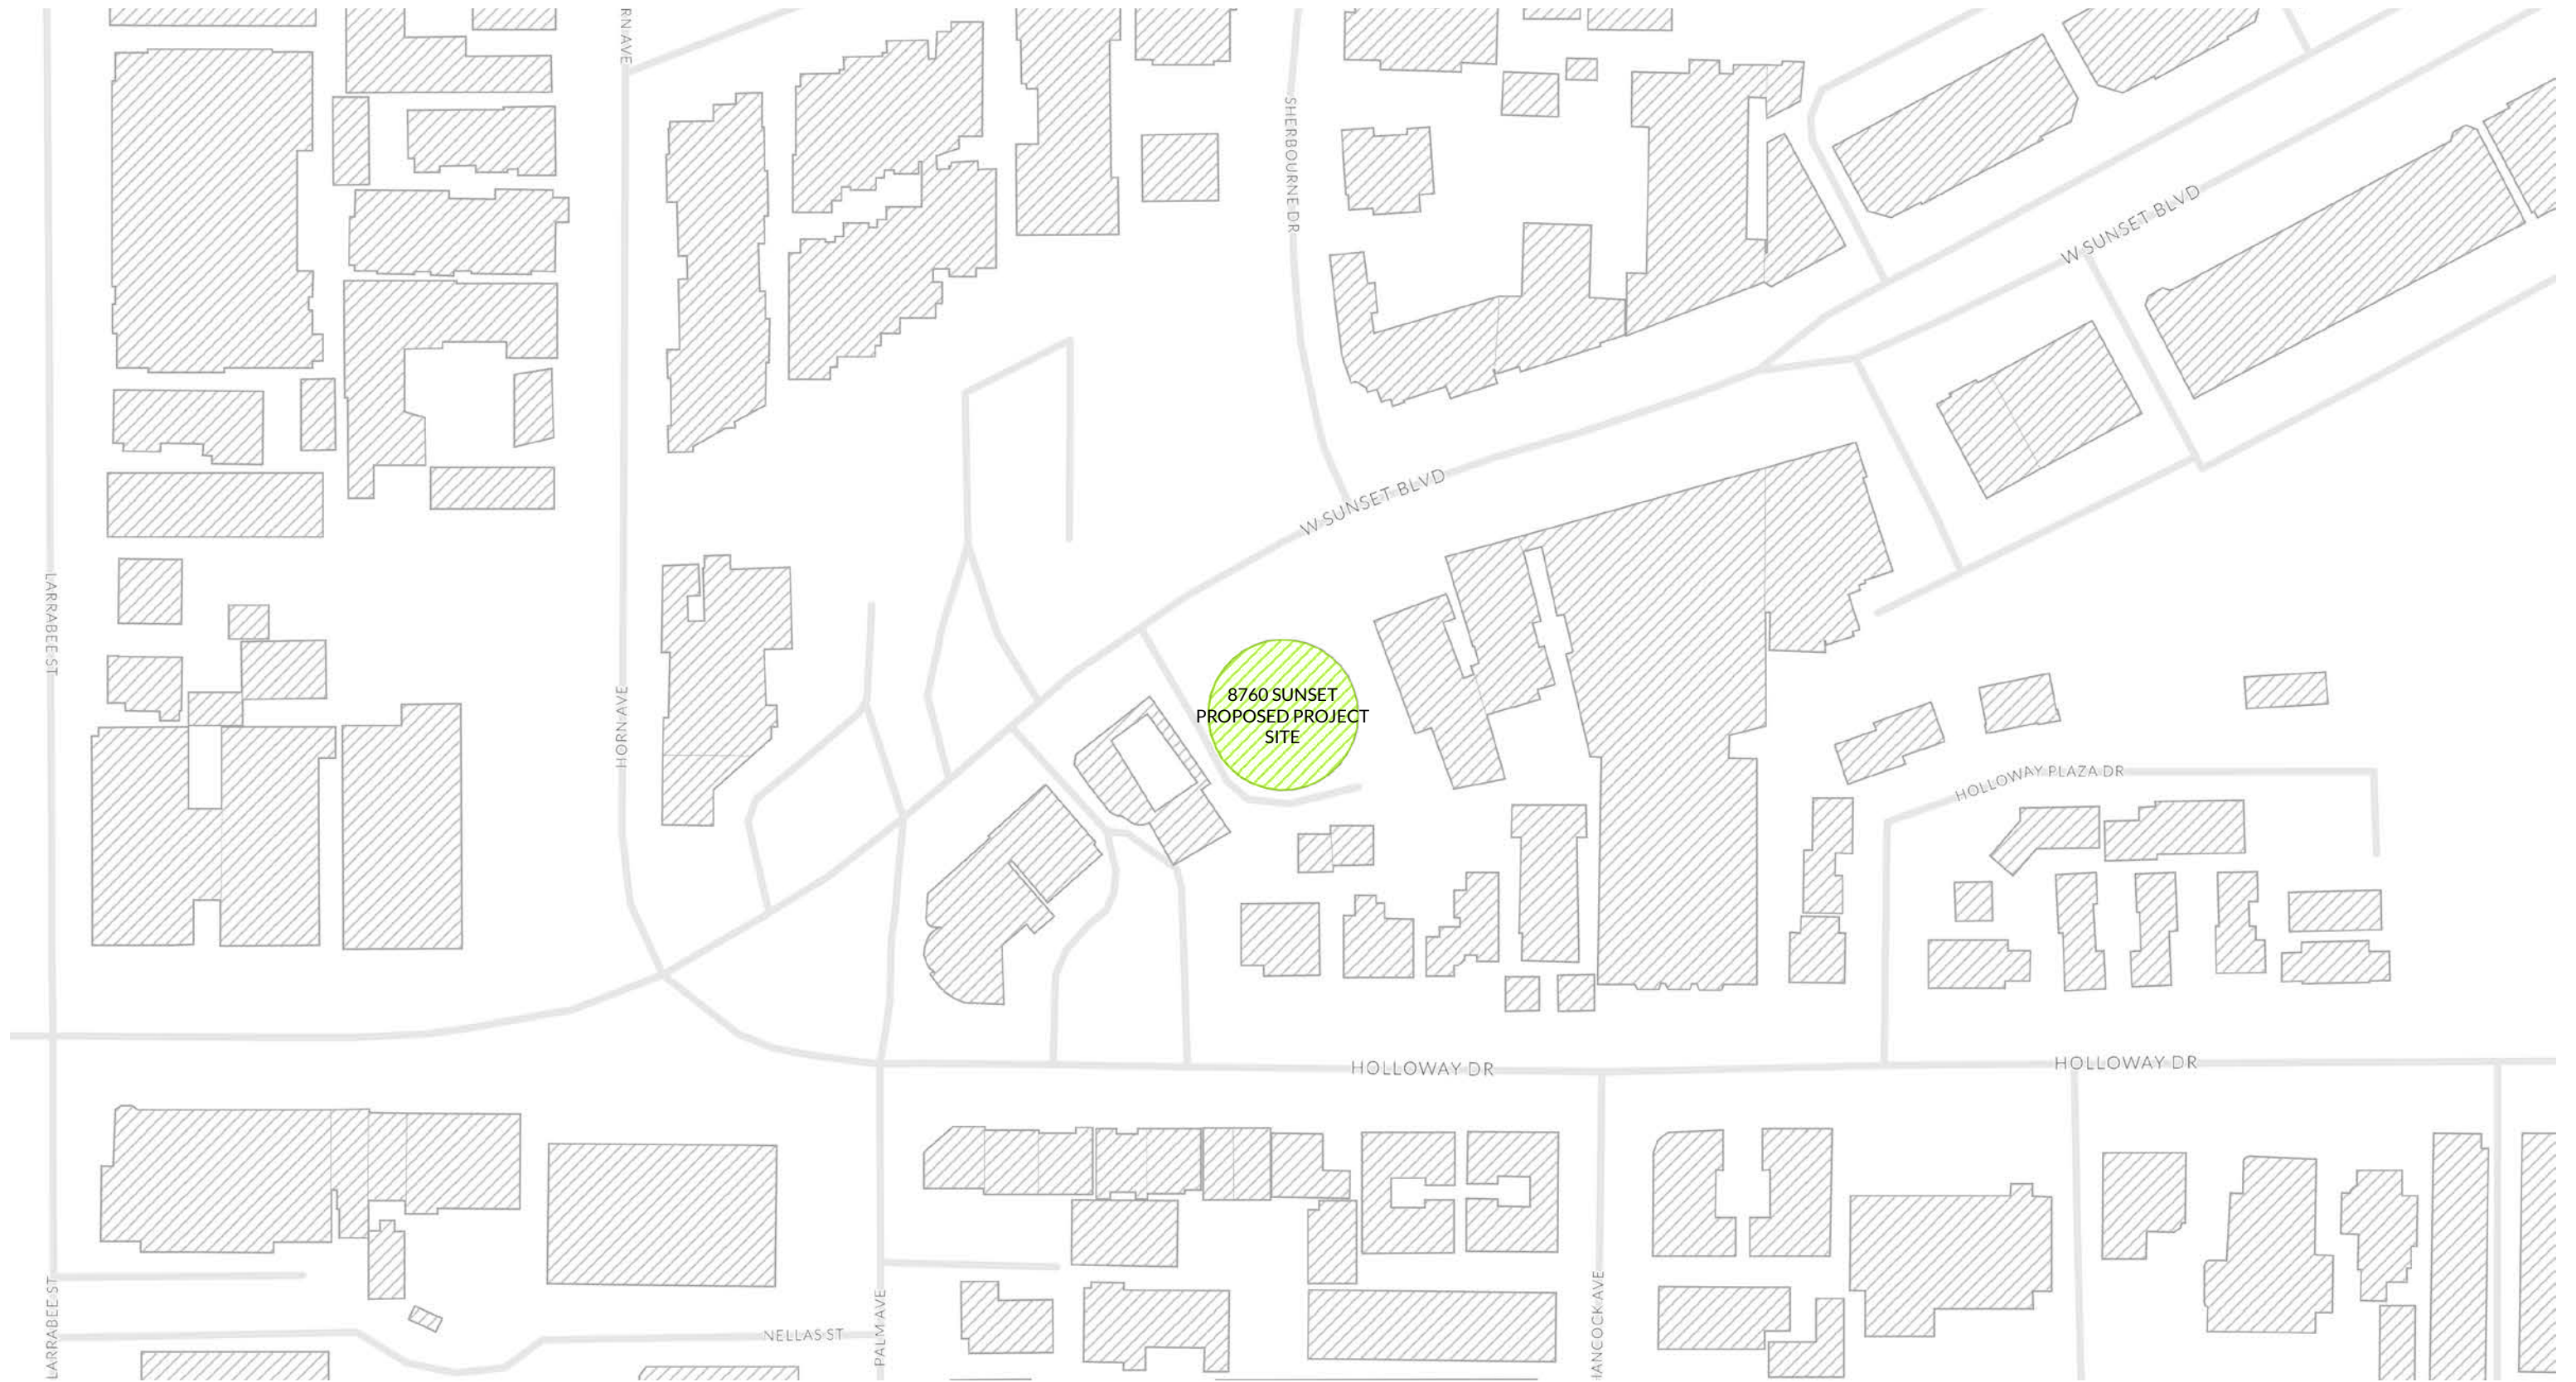 RN AVE
SHERBOURNE DR
W SUNSET BLVD
W SUNSET BLVD
LARRABEE ST
HORN AVE
8760 SUNSET
PROPOSED PROJECT
SITE
HOLLOWAY PLAZA DR
HOLLOWAY DR
HOLLOWAY DR
LARRABEE ST
NELLAS ST
PALM AVE
HANCOCK AVE